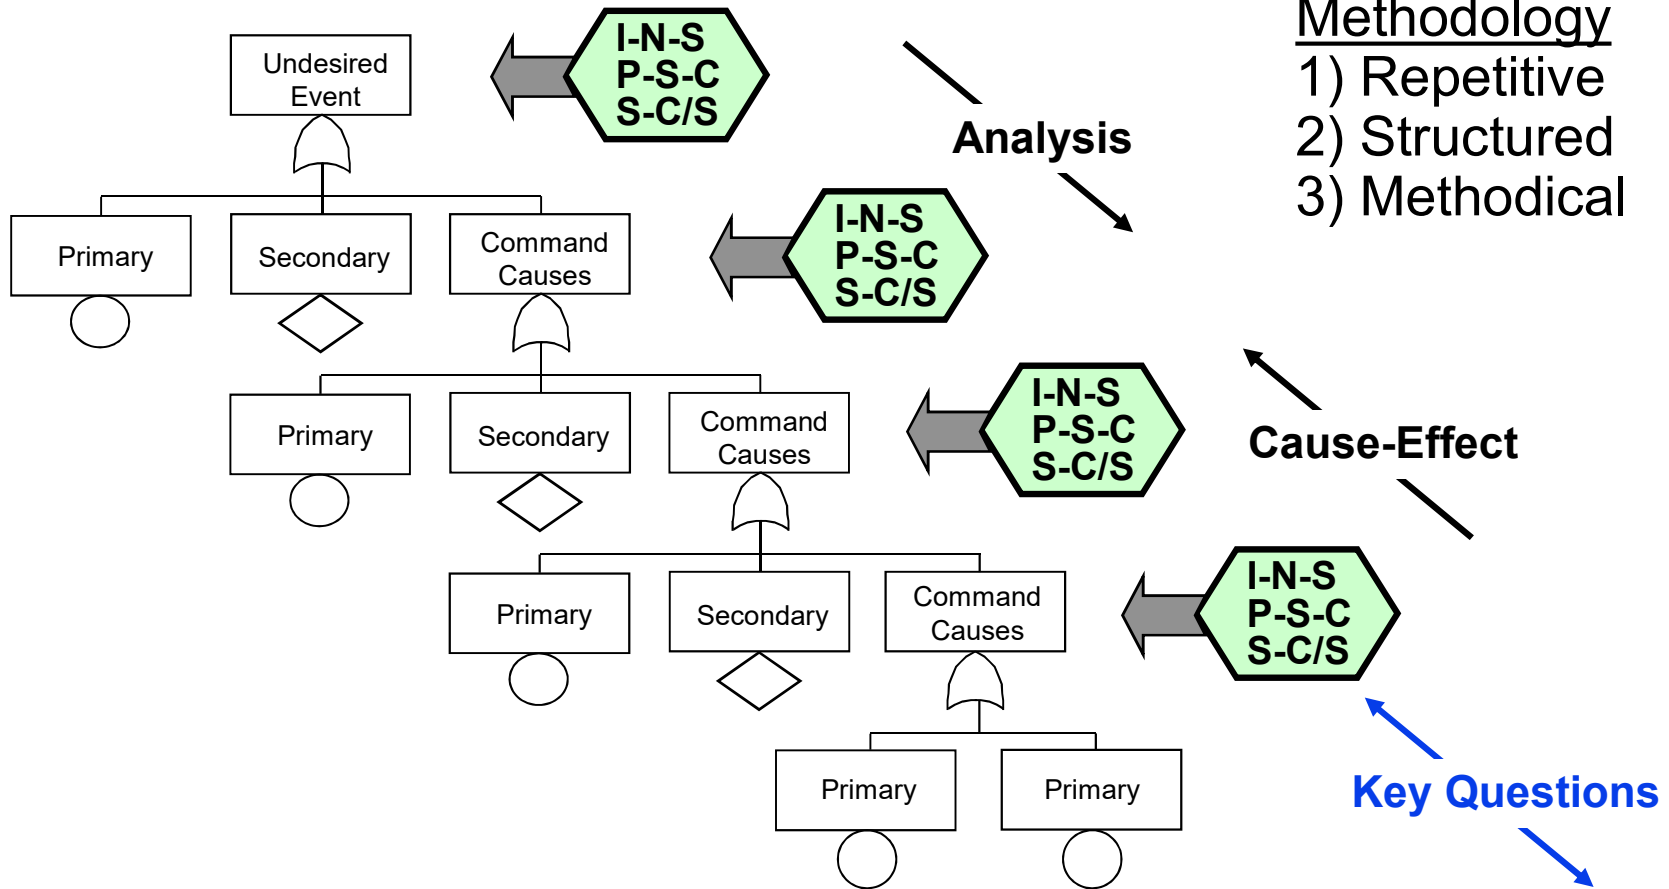 Methodology
1) Repetitive
2) Structured
3) Methodical
Undesired
Event
I-N-S
P-S-C
S-C/S
Analysis
Primary
Secondary
Command
Causes
I-N-S
P-S-C
S-C/S
Primary
Secondary
Command
Causes
I-N-S
P-S-C
S-C/S
Cause-Effect
Primary
Secondary
Command
Causes
I-N-S
P-S-C
S-C/S
Primary
Primary
Key Questions